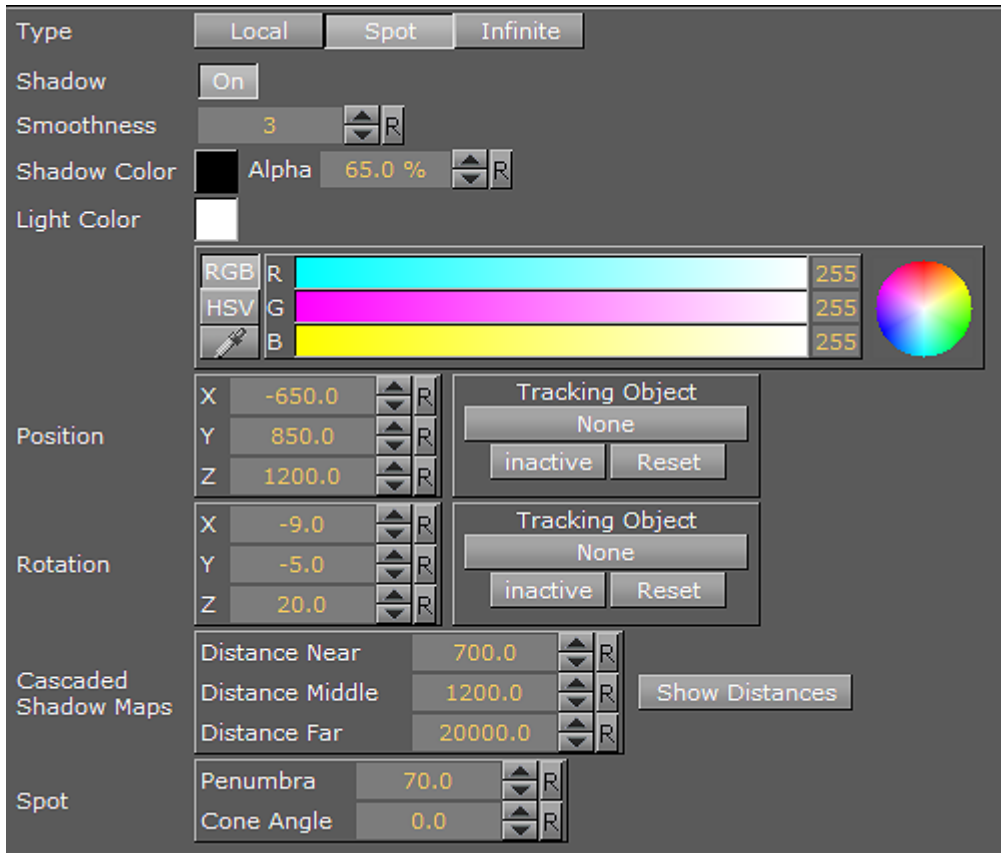 Type Local Spot Infinite
Shadow On
Smoothness 3 R
Shadow Color Alpha 65.0 % R
Light Color
RGB R 255
HSV G 255
B 255
Position
X -650.0 R
Y 850.0 R
Z 1200.0 R
Tracking Object
None
inactive Reset
Rotation
X -9.0 R
Y -5.0 R
Z 20.0 R
Tracking Object
None
inactive Reset
Cascaded
Shadow Maps
Distance Near 700.0 R
Distance Middle 1200.0 R
Distance Far 20000.0 R
Show Distances
Spot
Penumbra 70.0 R
Cone Angle 0.0 R